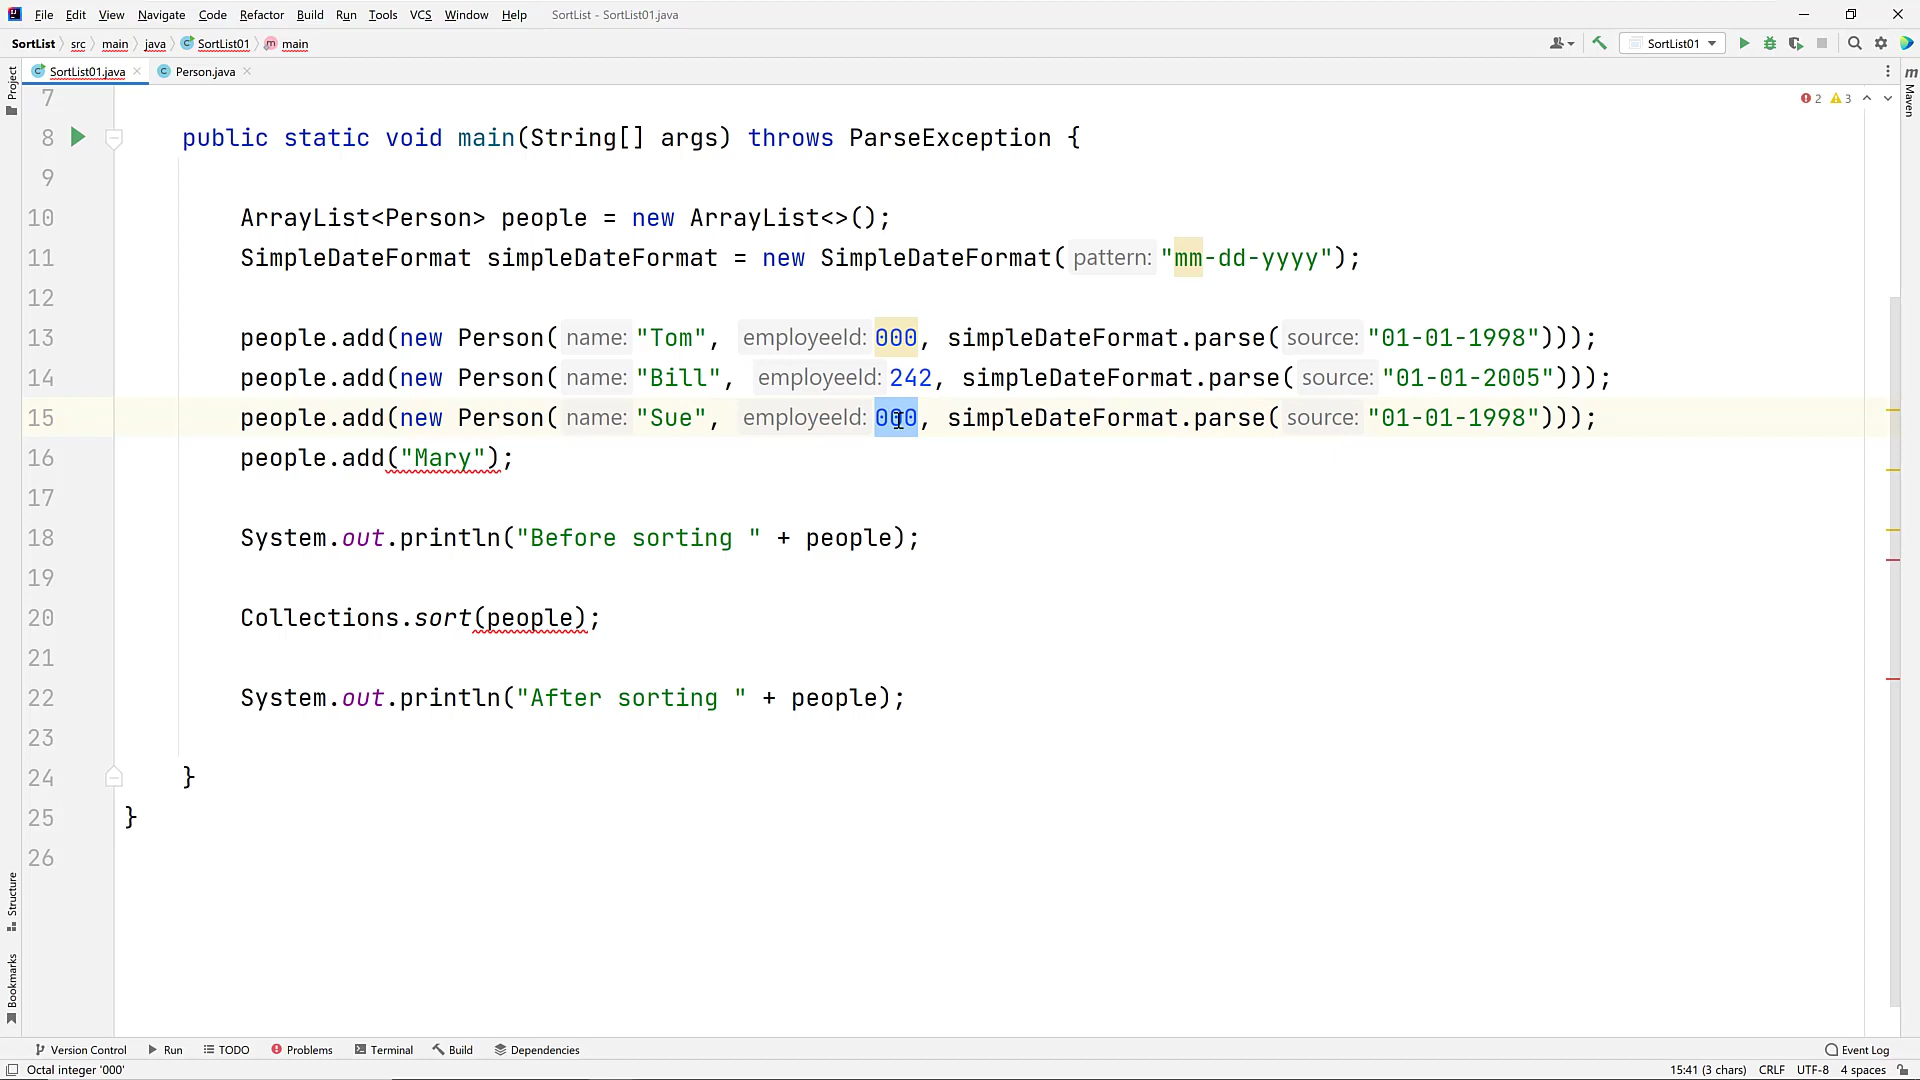 File Edit View Navigate Code Refactor Build Run Tools VCS Window Help SortList - SortList01.java
SortList src main java SortList01 main SortList01
SortList01.java Person.java
Project
Maven
2 3
7
8 public static void main(String[] args) throws ParseException {
9
10 ArrayList<Person> people = new ArrayList<>();
11 SimpleDateFormat simpleDateFormat = new SimpleDateFormat( pattern: "mm-dd-yyyy");
12
13 people.add(new Person( name: "Tom", employeeId: 000, simpleDateFormat.parse( source: "01-01-1998")));
14 people.add(new Person( name: "Bill", employeeId: 242, simpleDateFormat.parse( source: "01-01-2005")));
15 people.add(new Person( name: "Sue", employeeId: 000, simpleDateFormat.parse( source: "01-01-1998")));
16 people.add("Mary");
17
18 System.out.println("Before sorting " + people);
19
20 Collections.sort(people);
21
22 System.out.println("After sorting " + people);
23
24 }
25 }
26
Structure
Bookmarks
Version Control Run TODO Problems Terminal Build Dependencies Event Log
Octal integer '000' 15:41 (3 chars) CRLF UTF-8 4 spaces